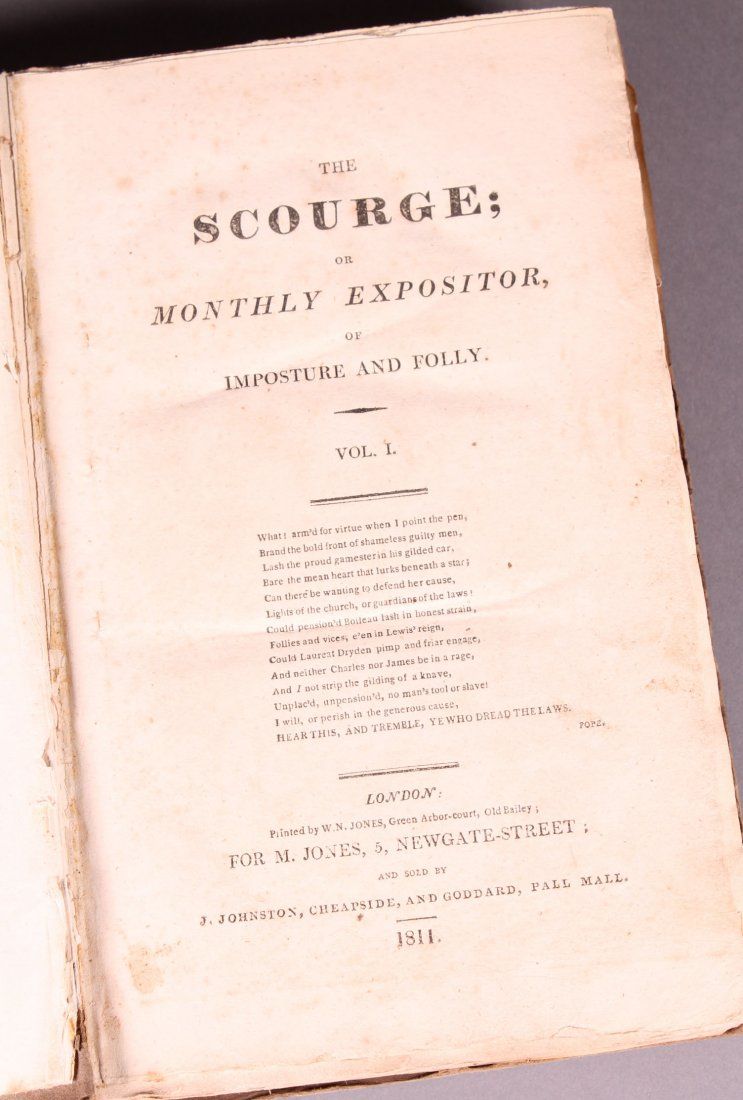 THE
SCOURGE;
OR
MONTHLY EXPOSITOR,
OF
IMPOSTURE AND FOLLY.
VOL. I.
What! arm'd for virtue when I point the pen,
Brand the bold front of shameless guilty men,
Lash the proud gamester in his gilded car,
Bare the mean heart that lurks beneath a star;
Can there be wanting to defend her cause,
Lights of the church, or guardians of the laws!
Could pension'd Boileau lash in honest strain,
Follies and vices, e'en in Lewis' reign,
Could Laureat Dryden pimp and friar engage,
And neither Charles nor James be in a rage,
And I not strip the gilding of a knave,
Unplac'd, unpension'd, no man's tool or slave!
I will, or perish in the generous cause,
HEAR THIS, AND TREMBLE, YE WHO DREAD THE LAWS.
POPE.
LONDON:
Printed by W.N. JONES, Green Arbor-court, Old Bailey;
FOR M. JONES, 5, NEWGATE-STREET;
AND SOLD BY
J. JOHNSTON, CHEAPSIDE, AND GODDARD, PALL MALL.
1811.